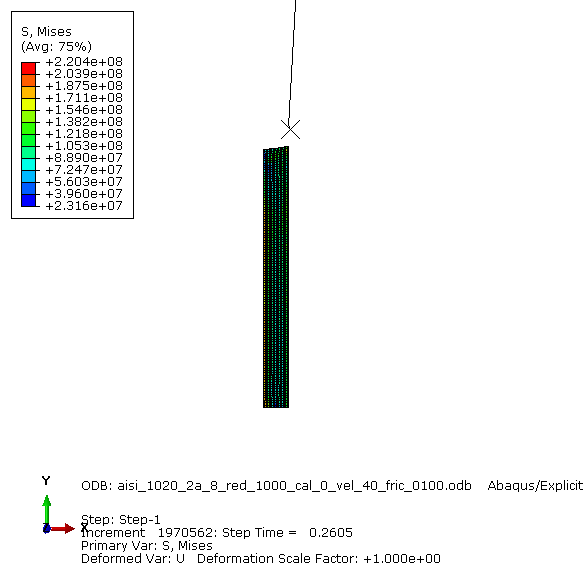 S, Mises
(Avg: 75%)
+2.204e+08
+2.039e+08
+1.875e+08
+1.711e+08
+1.546e+08
+1.382e+08
+1.218e+08
+1.053e+08
+8.890e+07
+7.247e+07
+5.603e+07
+3.960e+07
+2.316e+07
Y
X
ODB: aisi_1020_2a_8_red_1000_cal_0_vel_40_fric_0100.odb Abaqus/Explicit
Step: Step-1
Increment 1970562: Step Time = 0.2605
Primary Var: S, Mises
Deformed Var: U Deformation Scale Factor: +1.000e+00